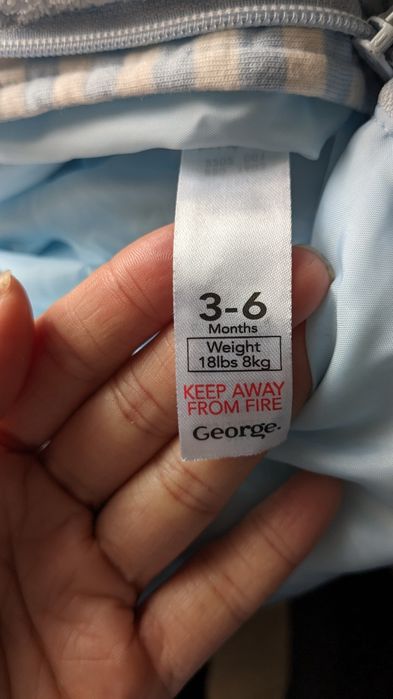 3-6
Months
Weight
18lbs 8kg
KEEP AWAY
FROM FIRE
George.